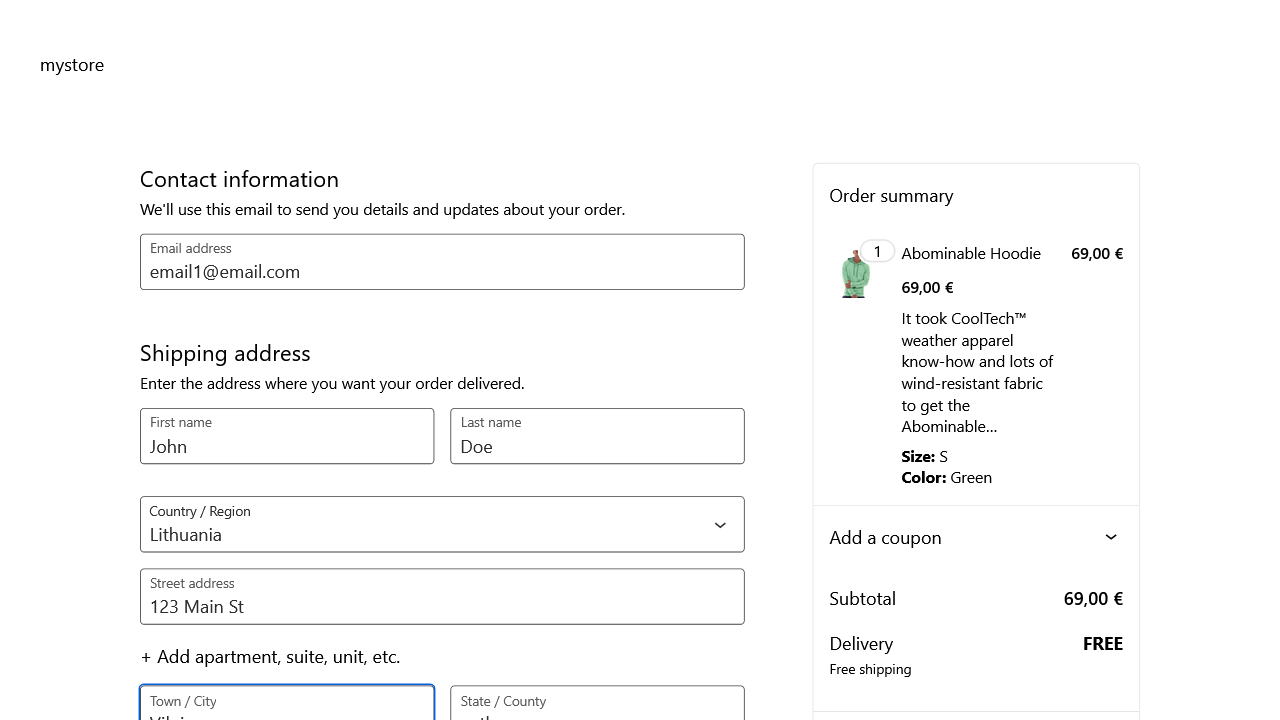 mystore
Contact information
We'll use this email to send you details and updates about your order.
Email address
email1@email.com
Shipping address
Enter the address where you want your order delivered.
First name
John
Last name
Doe
Country / Region
Lithuania
Street address
123 Main St
+ Add apartment, suite, unit, etc.
Town / City
State / County
Order summary
1
Abominable Hoodie
69,00 €
69,00 €
It took CoolTech™
weather apparel
know-how and lots of
wind-resistant fabric
to get the
Abominable...
Size: S
Color: Green
Add a coupon
Subtotal
69,00 €
Delivery
FREE
Free shipping